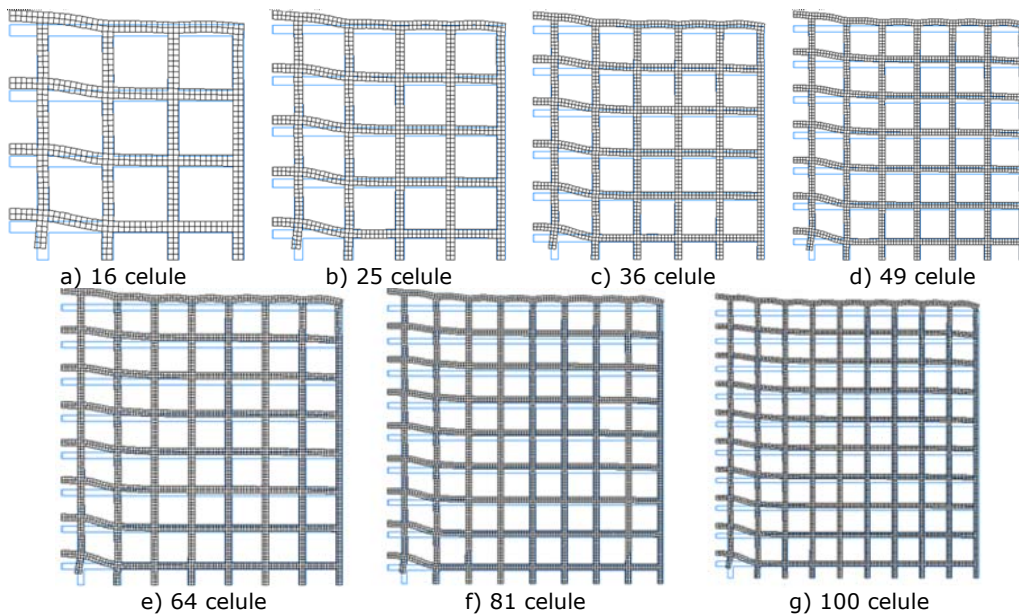 a) 16 celule
b) 25 celule
c) 36 celule
d) 49 celule
e) 64 celule
f) 81 celule
g) 100 celule